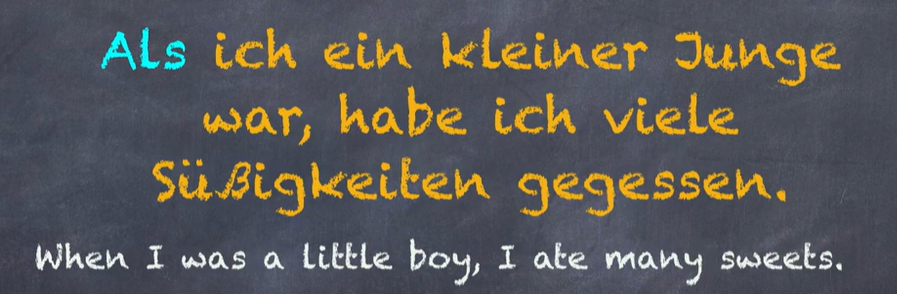 Als ich ein kleiner Junge
war, habe ich viele
Süßigkeiten gegessen.
When I was a little boy, I ate many sweets.